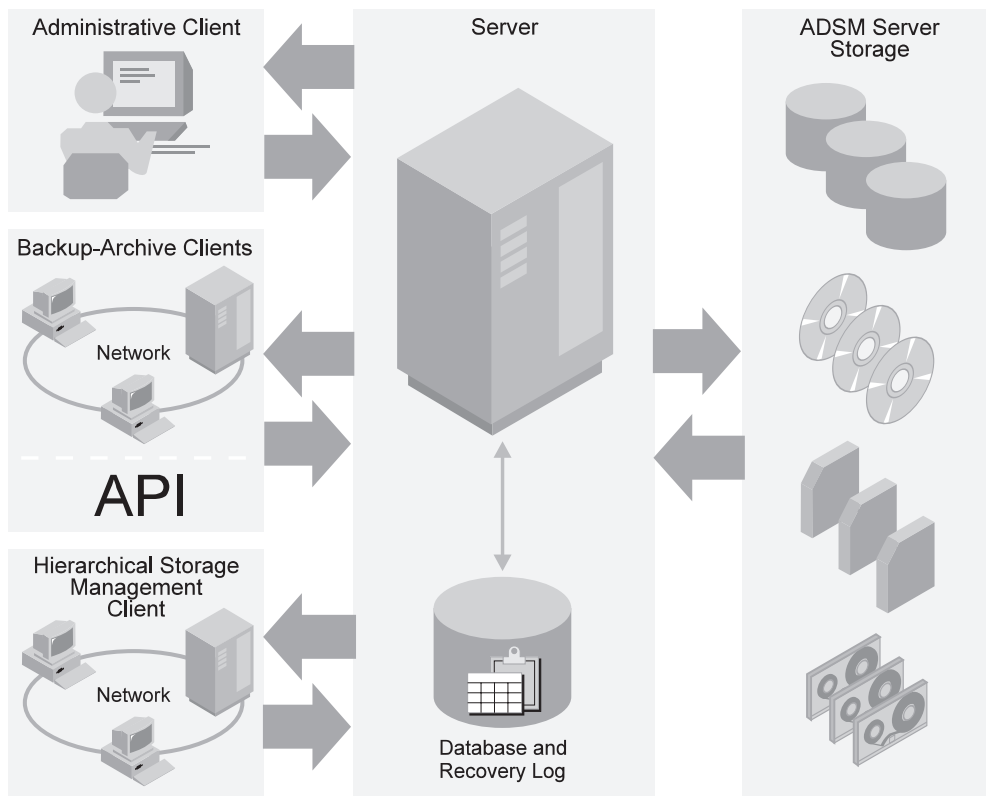 Administrative Client
Server
ADSM Server
Storage
Backup-Archive Clients
Network
API
Hierarchical Storage
Management
Client
Network
Database and
Recovery Log